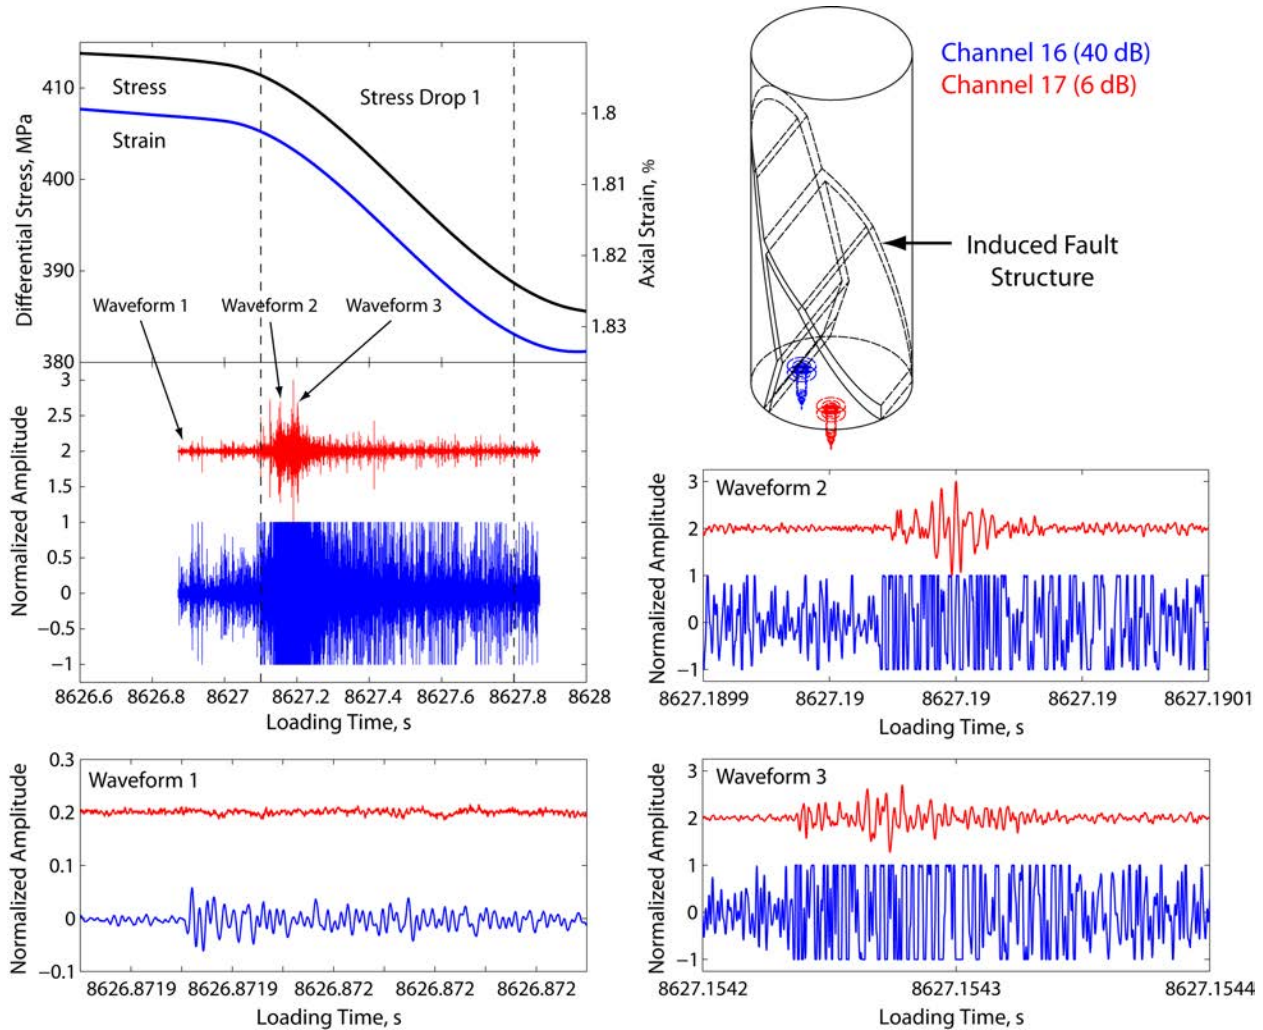 Channel 16 (40 dB)
Channel 17 (6 dB)
Induced Fault
Structure
Differential Stress, MPa
410
400
390
380
Stress
Strain
Stress Drop 1
1.8
1.81
1.82
1.83
Axial Strain, %
Waveform 1
Waveform 2
Waveform 3
Normalized Amplitude
3
2.5
2
1.5
1
0.5
0
−0.5
−1
8626.6 8626.8 8627 8627.2 8627.4 8627.6 8627.8 8628
Loading Time, s
Waveform 2
Normalized Amplitude
3
2
1
0
−1
8627.1899 8627.19 8627.19 8627.19 8627.1901
Loading Time, s
Waveform 1
Normalized Amplitude
0.3
0.2
0.1
0
−0.1
8626.8719 8626.8719 8626.872 8626.872 8626.872
Loading Time, s
Waveform 3
Normalized Amplitude
3
2
1
0
−1
8627.1542 8627.1543 8627.1544
Loading Time, s